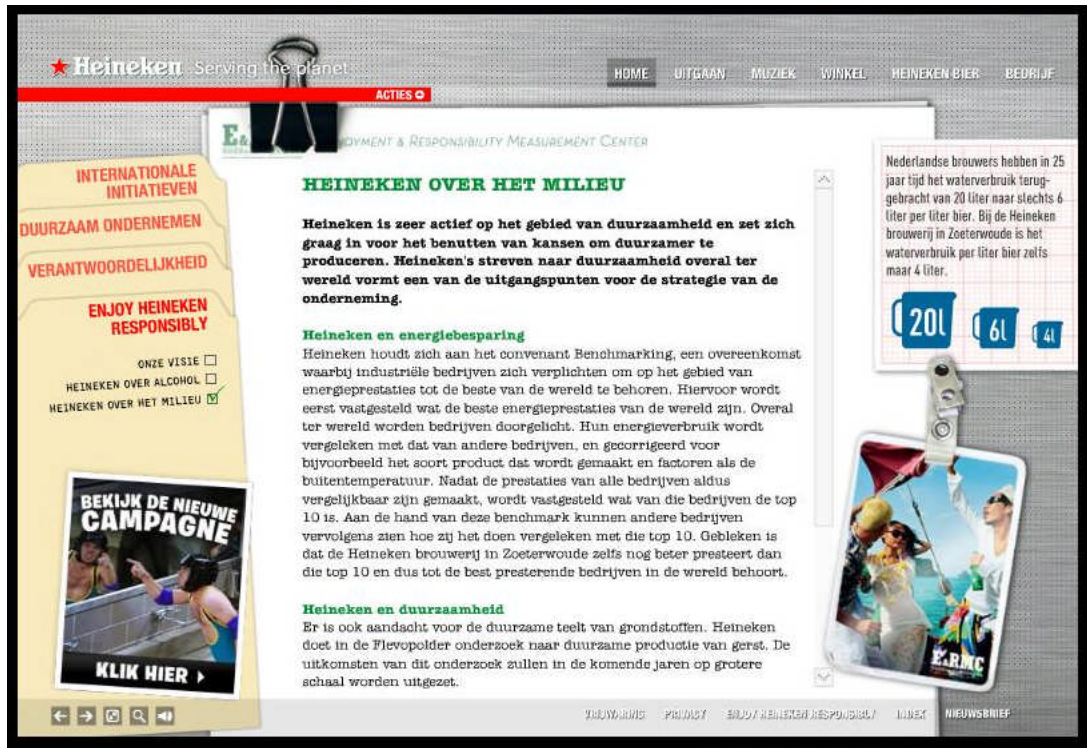 Heineken Serving the planet
HOME UITGAAN MUZIEK WINKEL HEINEKEN BIER BEDRIJF
ACTIES
E& JOYMENT & RESPONSIBILITY MEASUREMENT CENTER
INTERNATIONALE
INITIATIEVEN
DUURZAAM ONDERNEMEN
VERANTWOORDELIJKHEID
ENJOY HEINEKEN
RESPONSIBLY
ONZE VISIE
HEINEKEN OVER ALCOHOL
HEINEKEN OVER HET MILIEU
BEKIJK DE NIEUWE
CAMPAGNE
KLIK HIER
HEINEKEN OVER HET MILIEU
Heineken is zeer actief op het gebied van duurzaamheid en zet zich
graag in voor het benutten van kansen om duurzamer te
produceren. Heineken's streven naar duurzaamheid overal ter
wereld vormt een van de uitgangspunten voor de strategie van de
onderneming.
Heineken en energiebesparing
Heineken houdt zich aan het convenant Benchmarking, een overeenkomst
waarbij industriële bedrijven zich verplichten om op het gebied van
energieprestaties tot de beste van de wereld te behoren. Hiervoor wordt
eerst vastgesteld wat de beste energieprestaties van de wereld zijn. Overal
ter wereld worden bedrijven doorgelicht. Hun energieverbruik wordt
vergeleken met dat van andere bedrijven, en gecorrigeerd voor
bijvoorbeeld het soort product dat wordt gemaakt en factoren als de
buitentemperatuur. Nadat de prestaties van alle bedrijven aldus
vergelijkbaar zijn gemaakt, wordt vastgesteld wat van die bedrijven de top
10 is. Aan de hand van deze benchmark kunnen andere bedrijven
vervolgens zien hoe zij het doen vergeleken met die top 10. Gebleken is
dat de Heineken brouwerij in Zoeterwoude zelfs nog beter presteert dan
die top 10 en dus tot de best presterende bedrijven in de wereld behoort.
Heineken en duurzaamheid
Er is ook aandacht voor de duurzame teelt van grondstoffen. Heineken
doet in de Flevopolder onderzoek naar duurzame productie van gerst. De
uitkomsten van dit onderzoek zullen in de komende jaren op grotere
schaal worden uitgezet.
Nederlandse brouwers hebben in 25
jaar tijd het waterverbruik terug-
gebracht van 20 liter naar slechts 6
liter per liter bier. Bij de Heineken
brouwerij in Zoeterwoude is het
waterverbruik per liter bier zelfs
maar 4 liter.
20l 6l 4l
E&RMC
VRIJWARING PRIVACY ENJOY HEINEKEN RESPONSIBLY INDEX NIEUWSBRIEF